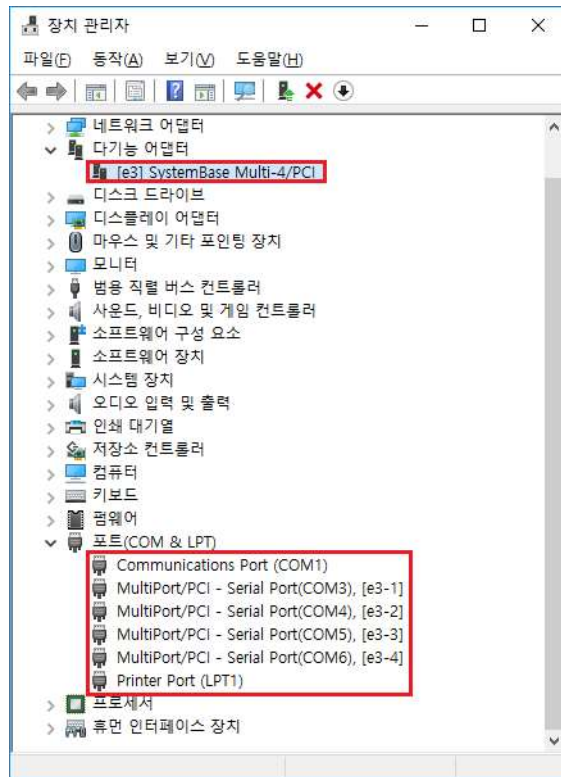 장치 관리자
파일(F) 동작(A) 보기(V) 도움말(H)
네트워크 어댑터
다기능 어댑터
[e3] SystemBase Multi-4/PCI
디스크 드라이브
디스플레이 어댑터
마우스 및 기타 포인팅 장치
모니터
범용 직렬 버스 컨트롤러
사운드, 비디오 및 게임 컨트롤러
소프트웨어 구성 요소
소프트웨어 장치
시스템 장치
오디오 입력 및 출력
인쇄 대기열
저장소 컨트롤러
컴퓨터
키보드
펌웨어
포트(COM & LPT)
Communications Port (COM1)
MultiPort/PCI - Serial Port(COM3), [e3-1]
MultiPort/PCI - Serial Port(COM4), [e3-2]
MultiPort/PCI - Serial Port(COM5), [e3-3]
MultiPort/PCI - Serial Port(COM6), [e3-4]
Printer Port (LPT1)
프로세서
휴먼 인터페이스 장치